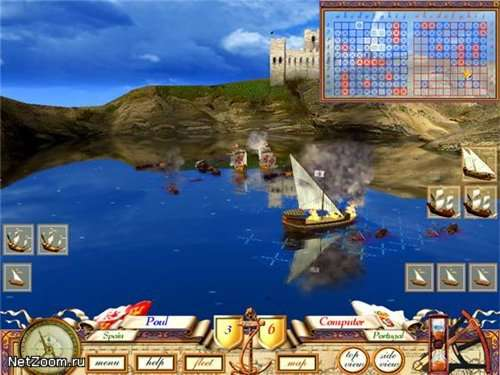 Poul
3
6
Computer
Spain
Portugal
menu
help
fleet
map
top view
side view
NetZoom.ru